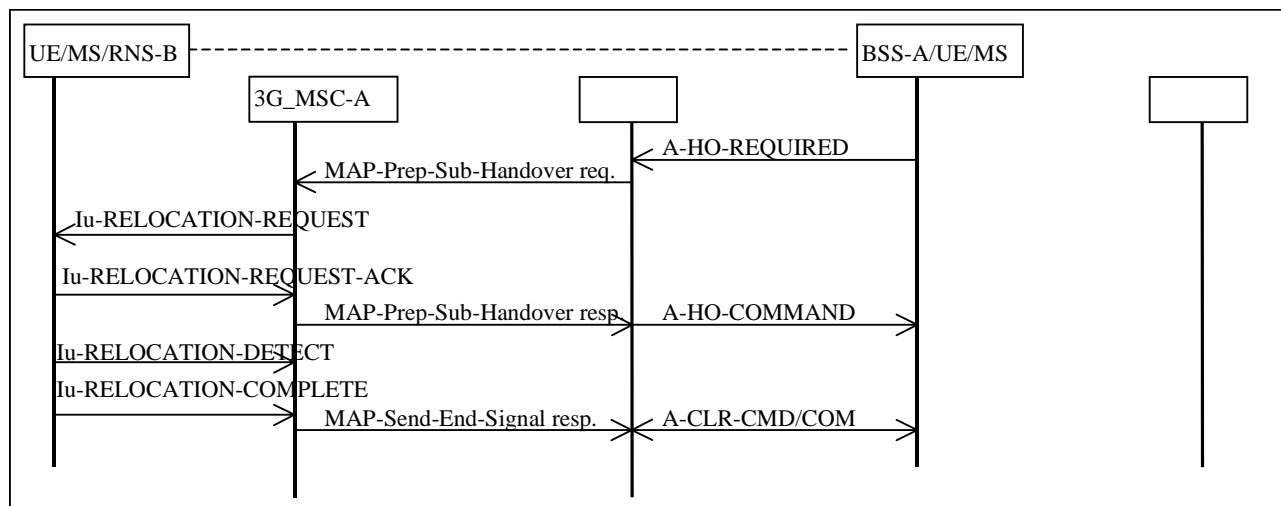 UE/MS/RNS-B
BSS-A/UE/MS
3G_MSC-A
A-HO-REQUIRED
MAP-Prep-Sub-Handover req.
Iu-RELOCATION-REQUEST
Iu-RELOCATION-REQUEST-ACK
MAP-Prep-Sub-Handover resp.
A-HO-COMMAND
Iu-RELOCATION-DETECT
Iu-RELOCATION-COMPLETE
MAP-Send-End-Signal resp.
A-CLR-CMD/COM